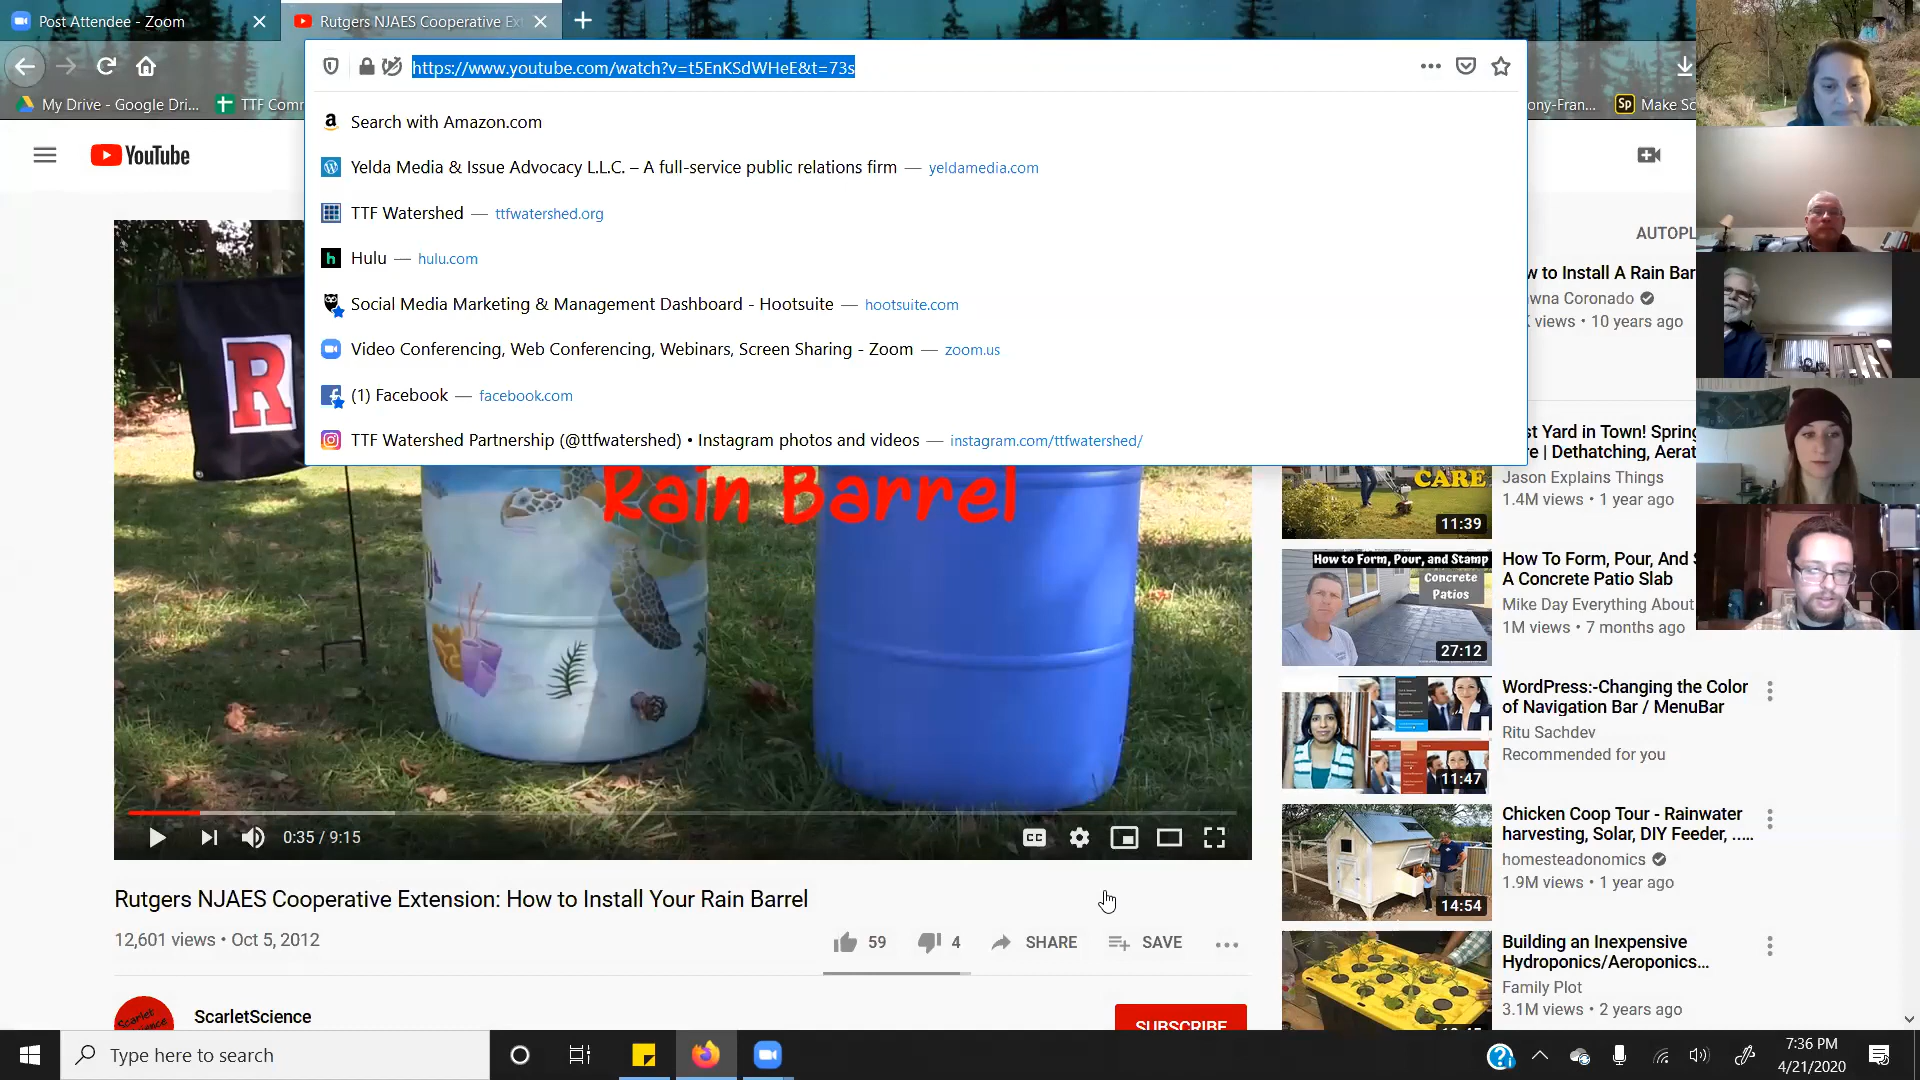 Post Attendee - Zoom
Rutgers NJAES Cooperative Ex
https://www.youtube.com/watch?v=t5EnKSdWHeE&t=73s
My Drive - Google Dri...
TTF Com
ony-Fran...
Sp
Make Sc
Search with Amazon.com
Yelda Media & Issue Advocacy L.L.C. – A full-service public relations firm — yeldamedia.com
TTF Watershed — ttfwatershed.org
Hulu — hulu.com
Social Media Marketing & Management Dashboard - Hootsuite — hootsuite.com
Video Conferencing, Web Conferencing, Webinars, Screen Sharing - Zoom — zoom.us
(1) Facebook — facebook.com
TTF Watershed Partnership (@ttfwatershed) • Instagram photos and videos — instagram.com/ttfwatershed/
YouTube
R
Rain Barrel
0:35 / 9:15
CC
Rutgers NJAES Cooperative Extension: How to Install Your Rain Barrel
12,601 views • Oct 5, 2012
59
4
SHARE
SAVE
Scarlet
ScarletScience
SUBSCRIBE
AUTOPL
w to Install A Rain Bar
wna Coronado
views • 10 years ago
st Yard in Town! Spring
re | Dethatching, Aerat
Jason Explains Things
1.4M views • 1 year ago
CARE
11:39
How to Form, Pour, and Stamp
Concrete
Patios
27:12
How To Form, Pour, And S
A Concrete Patio Slab
Mike Day Everything About
1M views • 7 months ago
11:47
WordPress:-Changing the Color
of Navigation Bar / MenuBar
Ritu Sachdev
Recommended for you
14:54
Chicken Coop Tour - Rainwater
harvesting, Solar, DIY Feeder, .....
homesteadonomics
1.9M views • 1 year ago
Building an Inexpensive
Hydroponics/Aeroponics...
Family Plot
3.1M views • 2 years ago
Type here to search
7:36 PM
4/21/2020